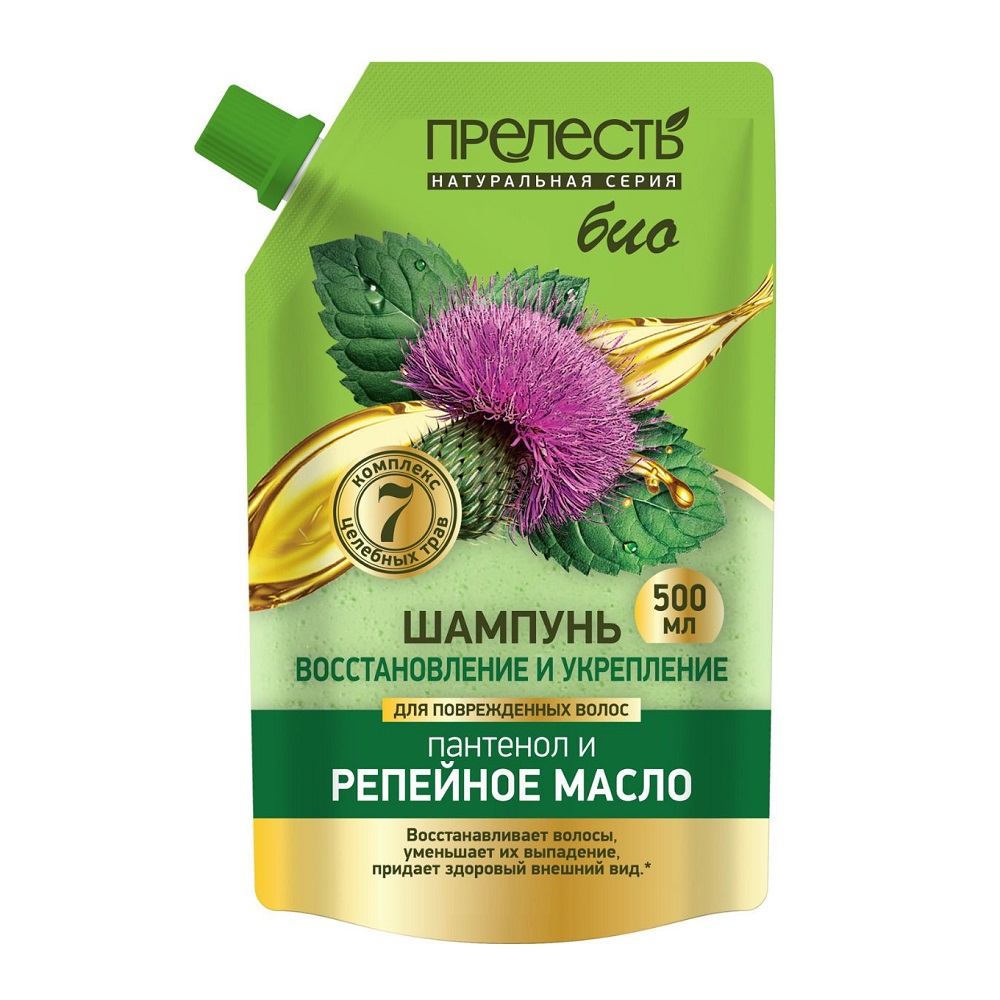 ПРЕЛЕСТЬ
НАТУРАЛЬНАЯ СЕРИЯ
био
КОМПЛЕКС
7
целебных трав
500
МЛ
ШАМПУНЬ
ВОССТАНОВЛЕНИЕ И УКРЕПЛЕНИЕ
ДЛЯ ПОВРЕЖДЕННЫХ ВОЛОС
пантенол и
РЕПЕЙНОЕ МАСЛО
Восстанавливает волосы,
уменьшает их выпадение,
придает здоровый внешний вид.*